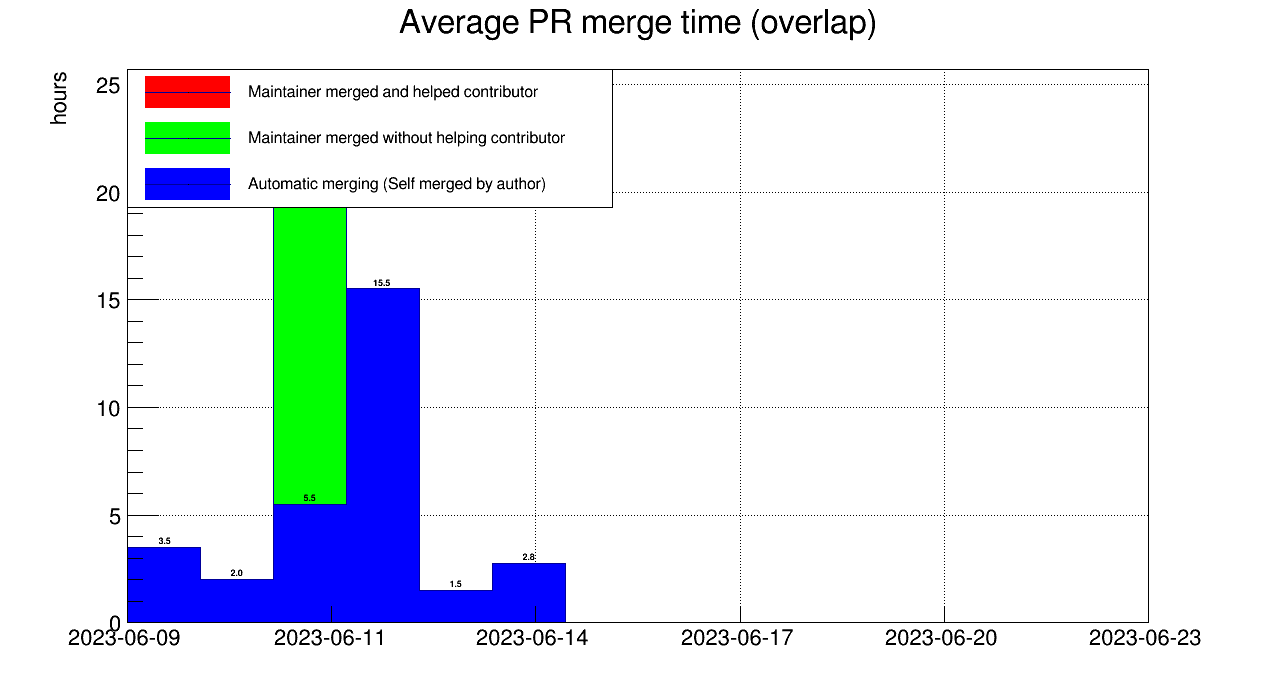 Average PR merge time (overlap)
hours
25
Maintainer merged and helped contributor
Maintainer merged without helping contributor
Automatic merging (Self merged by author)
20
15.5
15
10
5.5
5
3.5
2.8
2.0
1.5
0
2023-06-09 2023-06-11 2023-06-14 2023-06-17 2023-06-20 2023-06-23